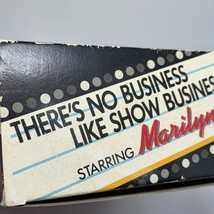 THERE'S NO BUSINESS
LIKE SHOW BUSINESS
STARRING Marilyn